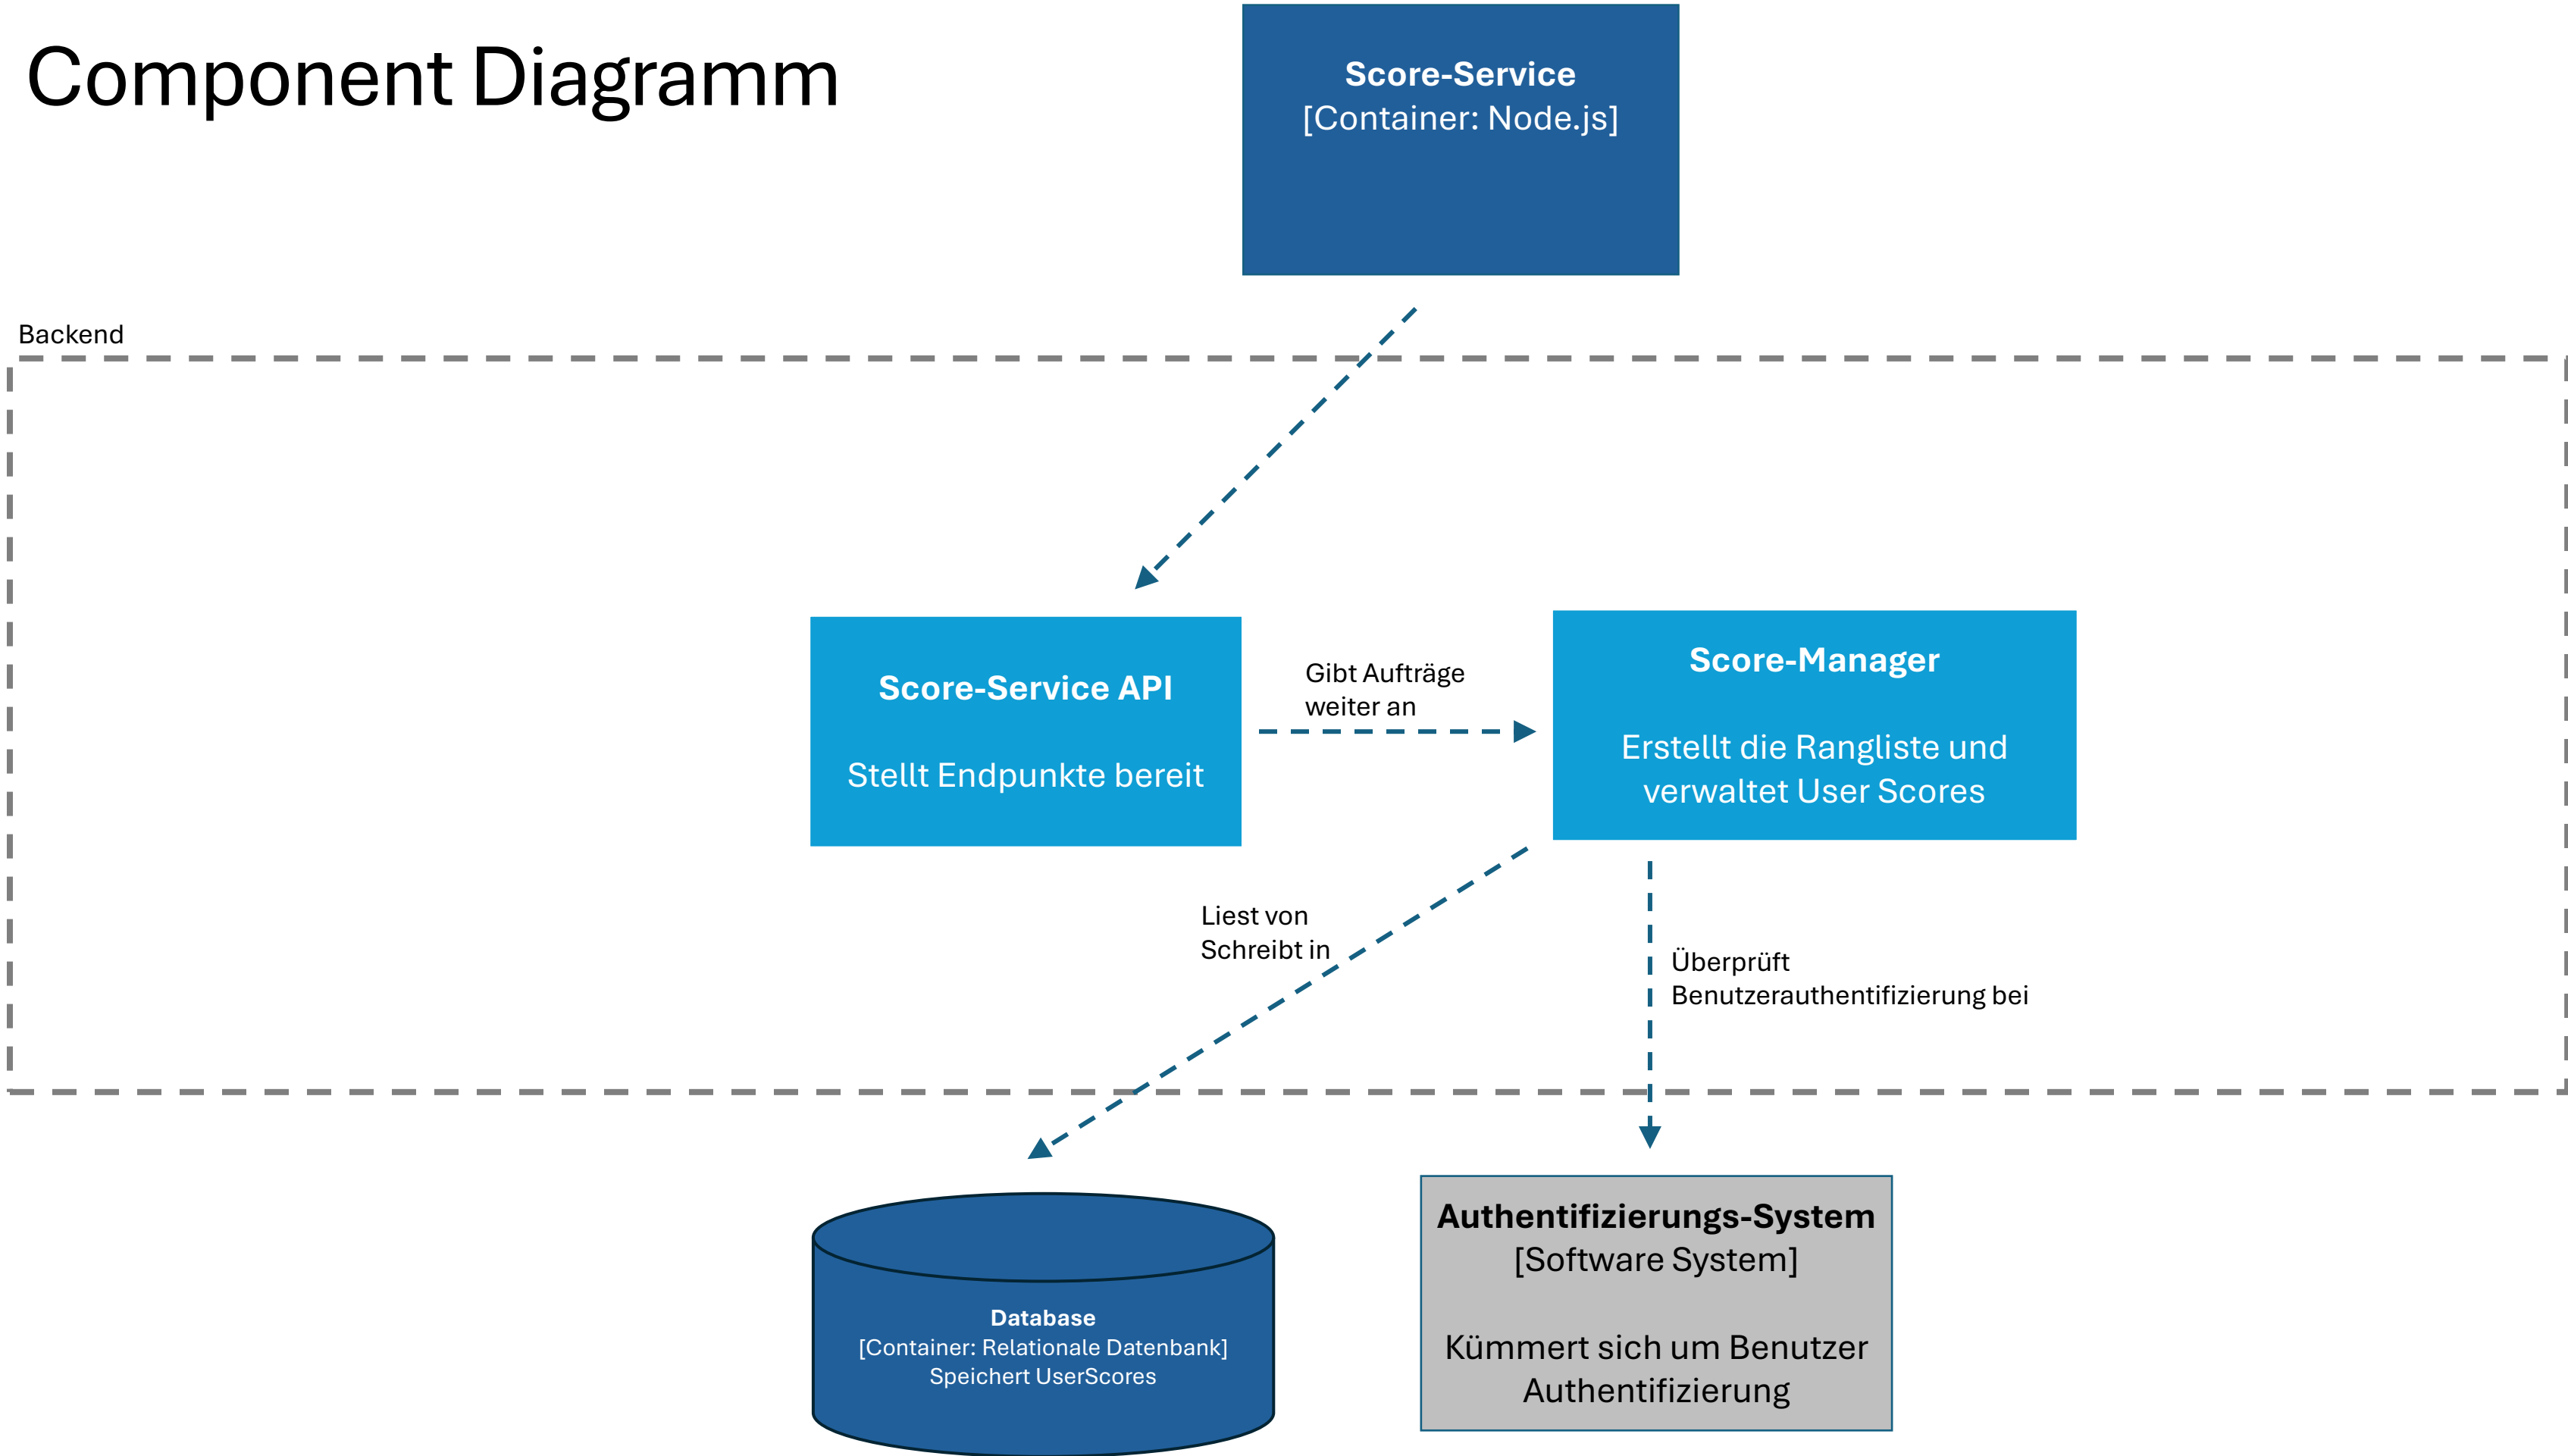 Component Diagramm
Score-Service
[Container: Node.js]
Backend
Score-Service API
Stellt Endpunkte bereit
Gibt Aufträge
weiter an
Score-Manager
Erstellt die Rangliste und
verwaltet User Scores
Liest von
Schreibt in
Überprüft
Benutzerauthentifizierung bei
Database
[Container: Relationale Datenbank]
Speichert UserScores
Authentifizierungs-System
[Software System]
Kümmert sich um Benutzer
Authentifizierung